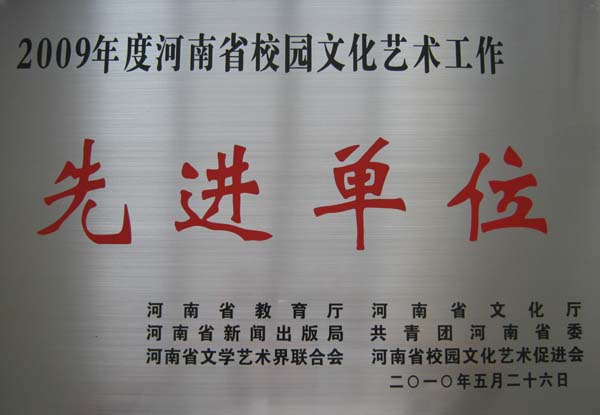 2009年度河南省校园文化艺术工作
先进单位
河南省教育厅 河南省文化厅
河南省新闻出版局 共青团河南省委
河南省文学艺术界联合会 河南省校园文化艺术促进会
二〇一〇年五月二十六日